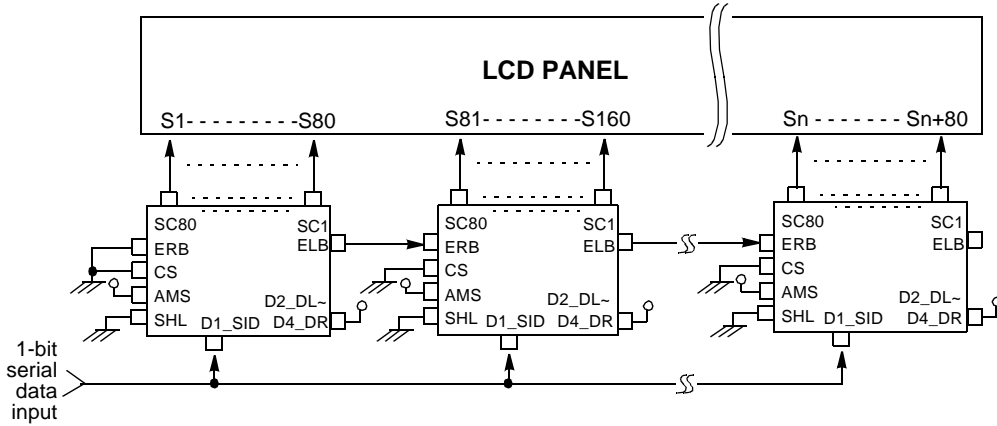 LCD PANEL
S1- - - - - - - -S80
S81- - - - - - - -S160
Sn - - - - - - - Sn+80
SC80
SC1
ERB
ELB
CS
AMS
D2_DL~
SHL
D1_SID
D4_DR
SC80
SC1
ERB
ELB
CS
AMS
D2_DL~
SHL
D1_SID
D4_DR
SC80
SC1
ERB
ELB
CS
AMS
D2_DL~
SHL
D1_SID
D4_DR
1-bit
serial
data
input